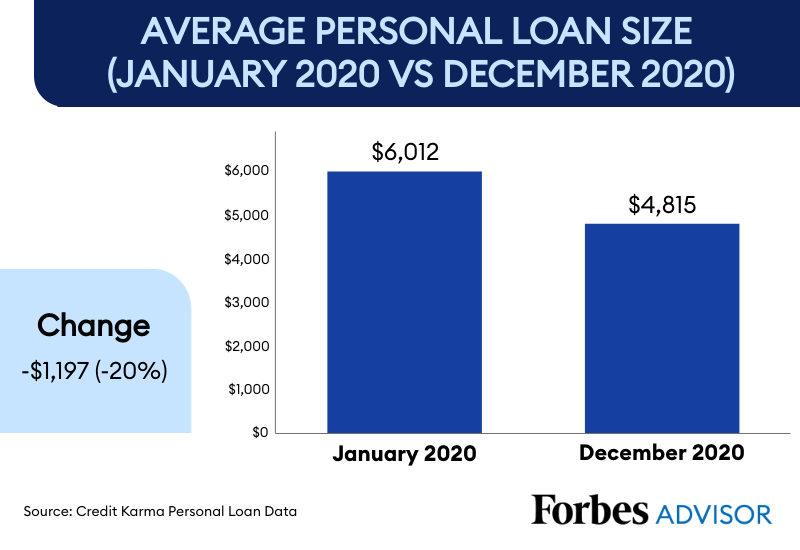 AVERAGE PERSONAL LOAN SIZE
(JANUARY 2020 VS DECEMBER 2020)
$6,012
$6,000
$4,815
$5,000
$4,000
$3,000
Change
$2,000
-$1,197 (-20%)
$1,000
$0
January 2020
December 2020
Source: Credit Karma Personal Loan Data
Forbes ADVISOR